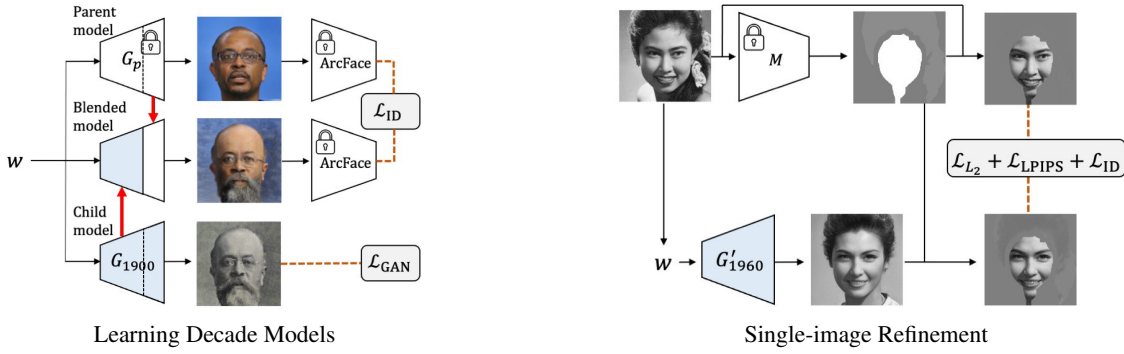 Parent
model
G_p
ArcFace
ℒ_ID
Blended
model
w
ArcFace
Child
model
G_1900
ℒ_GAN
Learning Decade Models
M
ℒ_{L_2} + ℒ_LPIPS + ℒ_ID
w
G'_1960
Single-image Refinement